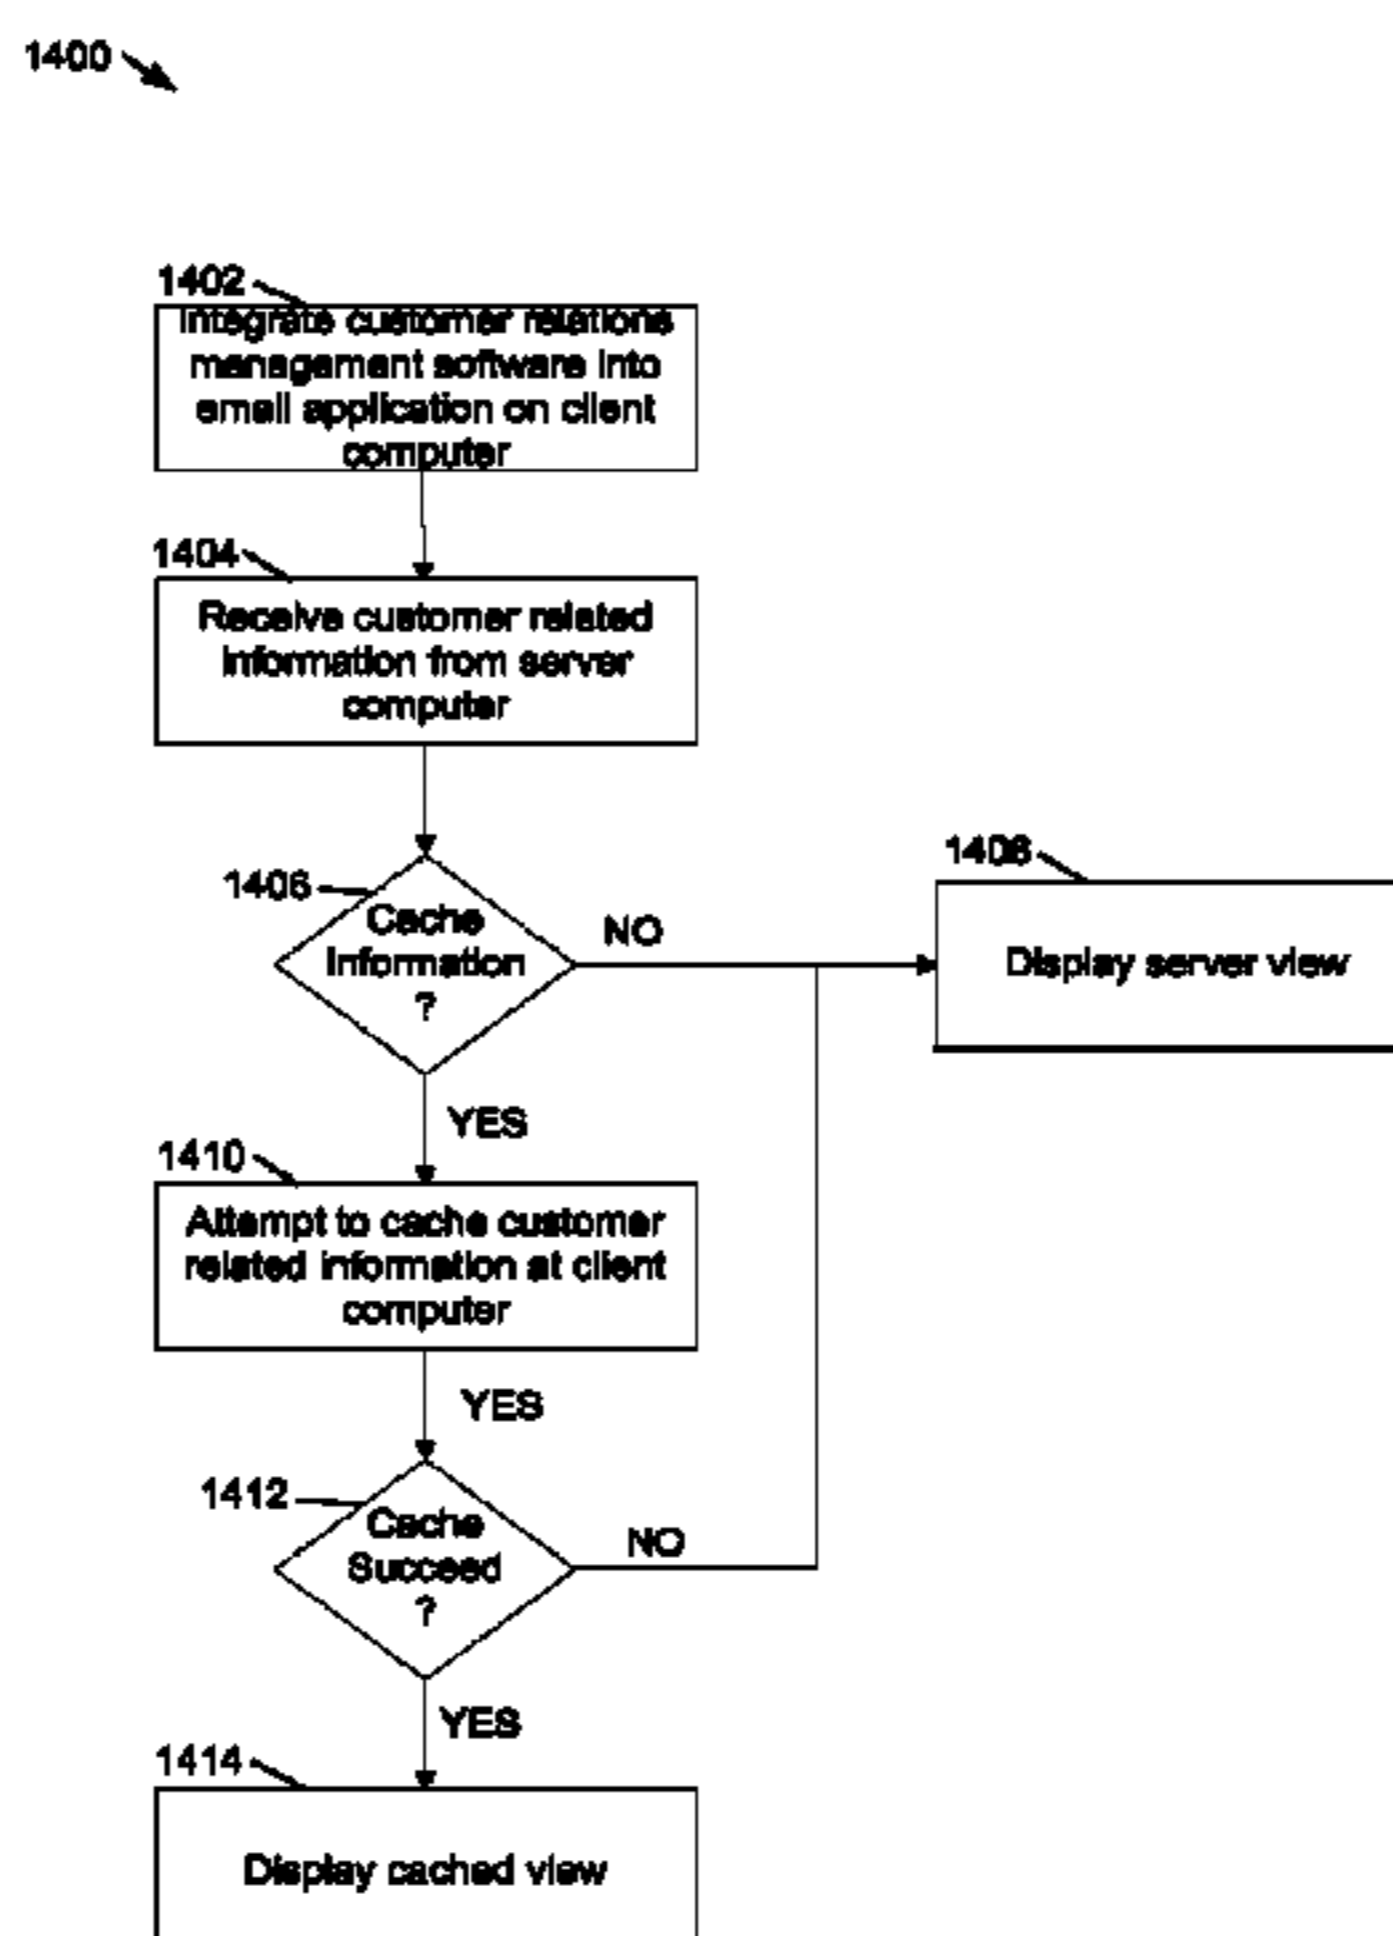 1400
1402
Integrate customer relations
management software into
email application on client
computer
1404
Receive customer related
information from server
computer
1406
Cache
Information
?
NO
1408
Display server view
YES
1410
Attempt to cache customer
related information at client
computer
YES
1412
Cache
Succeed
?
NO
YES
1414
Display cached view